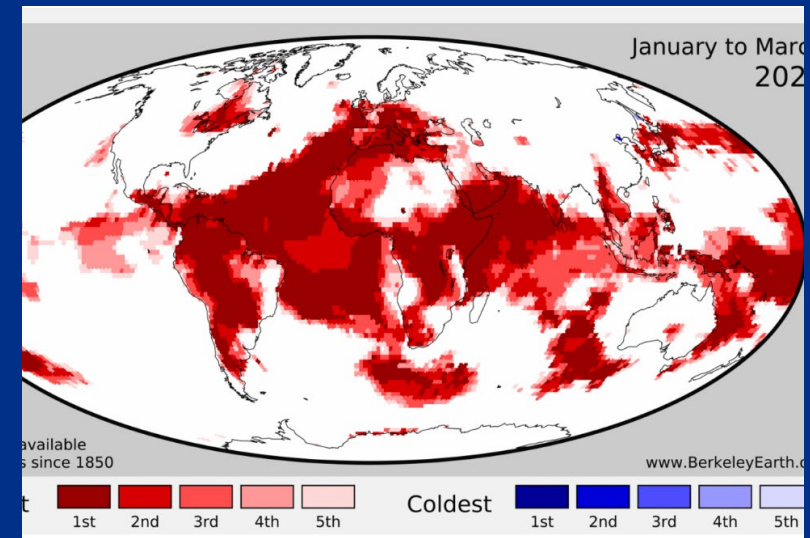 January to Marc
202
available
s since 1850
www.BerkeleyEarth.o
t
1st 2nd 3rd 4th 5th
Coldest
1st 2nd 3rd 4th 5th